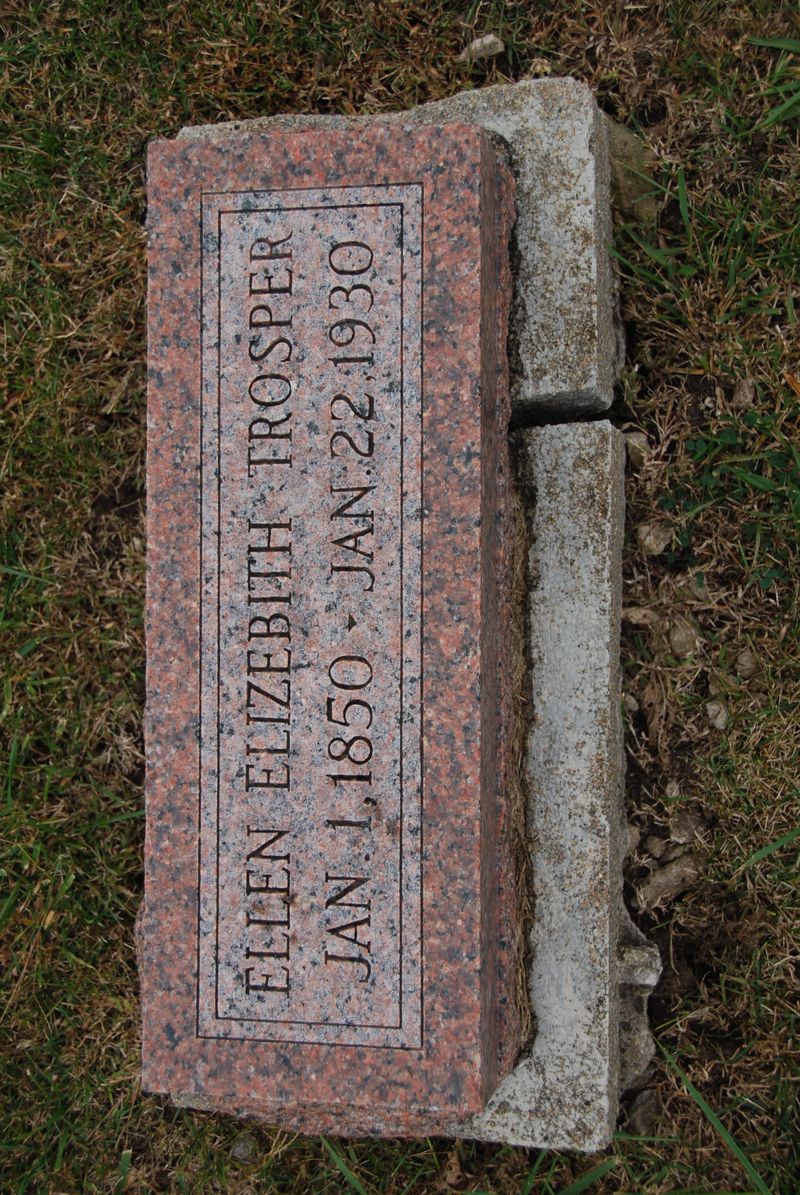 ELLEN ELIZEBITH TROSPER
JAN. 1, 1850 - JAN. 22, 1930